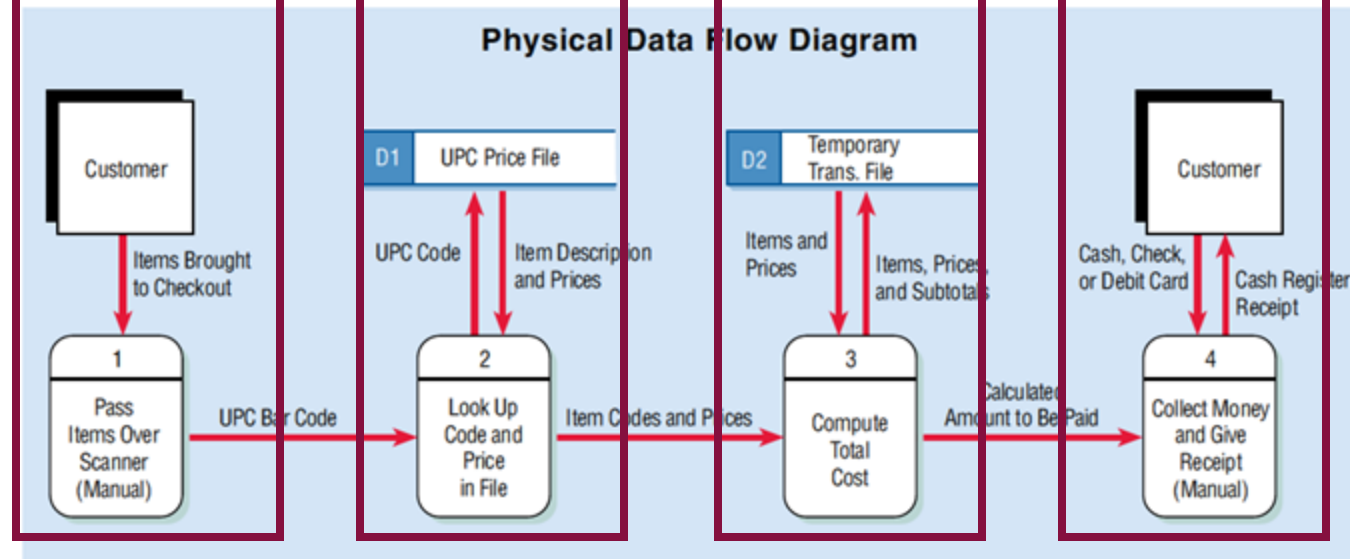 Physical Data Flow Diagram
Customer
Items Brought
to Checkout
1
Pass
Items Over
Scanner
(Manual)
UPC Bar Code
D1
UPC Price File
UPC Code
Item Description
and Prices
2
Look Up
Code and
Price
in File
Item Codes and Prices
D2
Temporary
Trans. File
Items and
Prices
Items, Prices,
and Subtotals
3
Compute
Total
Cost
Calculated
Amount to Be Paid
Customer
Cash, Check,
or Debit Card
Cash Register
Receipt
4
Collect Money
and Give
Receipt
(Manual)